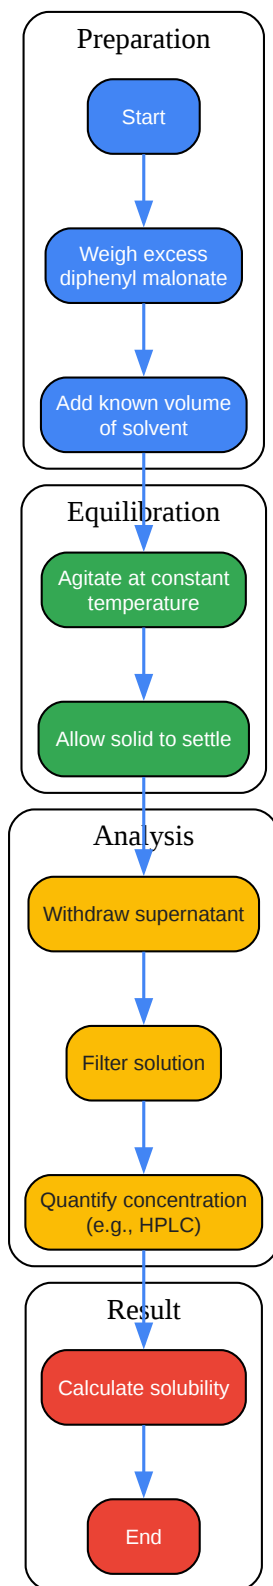 Preparation
Start
Weigh excess
diphenyl malonate
Add known volume
of solvent
Equilibration
Agitate at constant
temperature
Allow solid to settle
Analysis
Withdraw supernatant
Filter solution
Quantify concentration
(e.g., HPLC)
Result
Calculate solubility
End